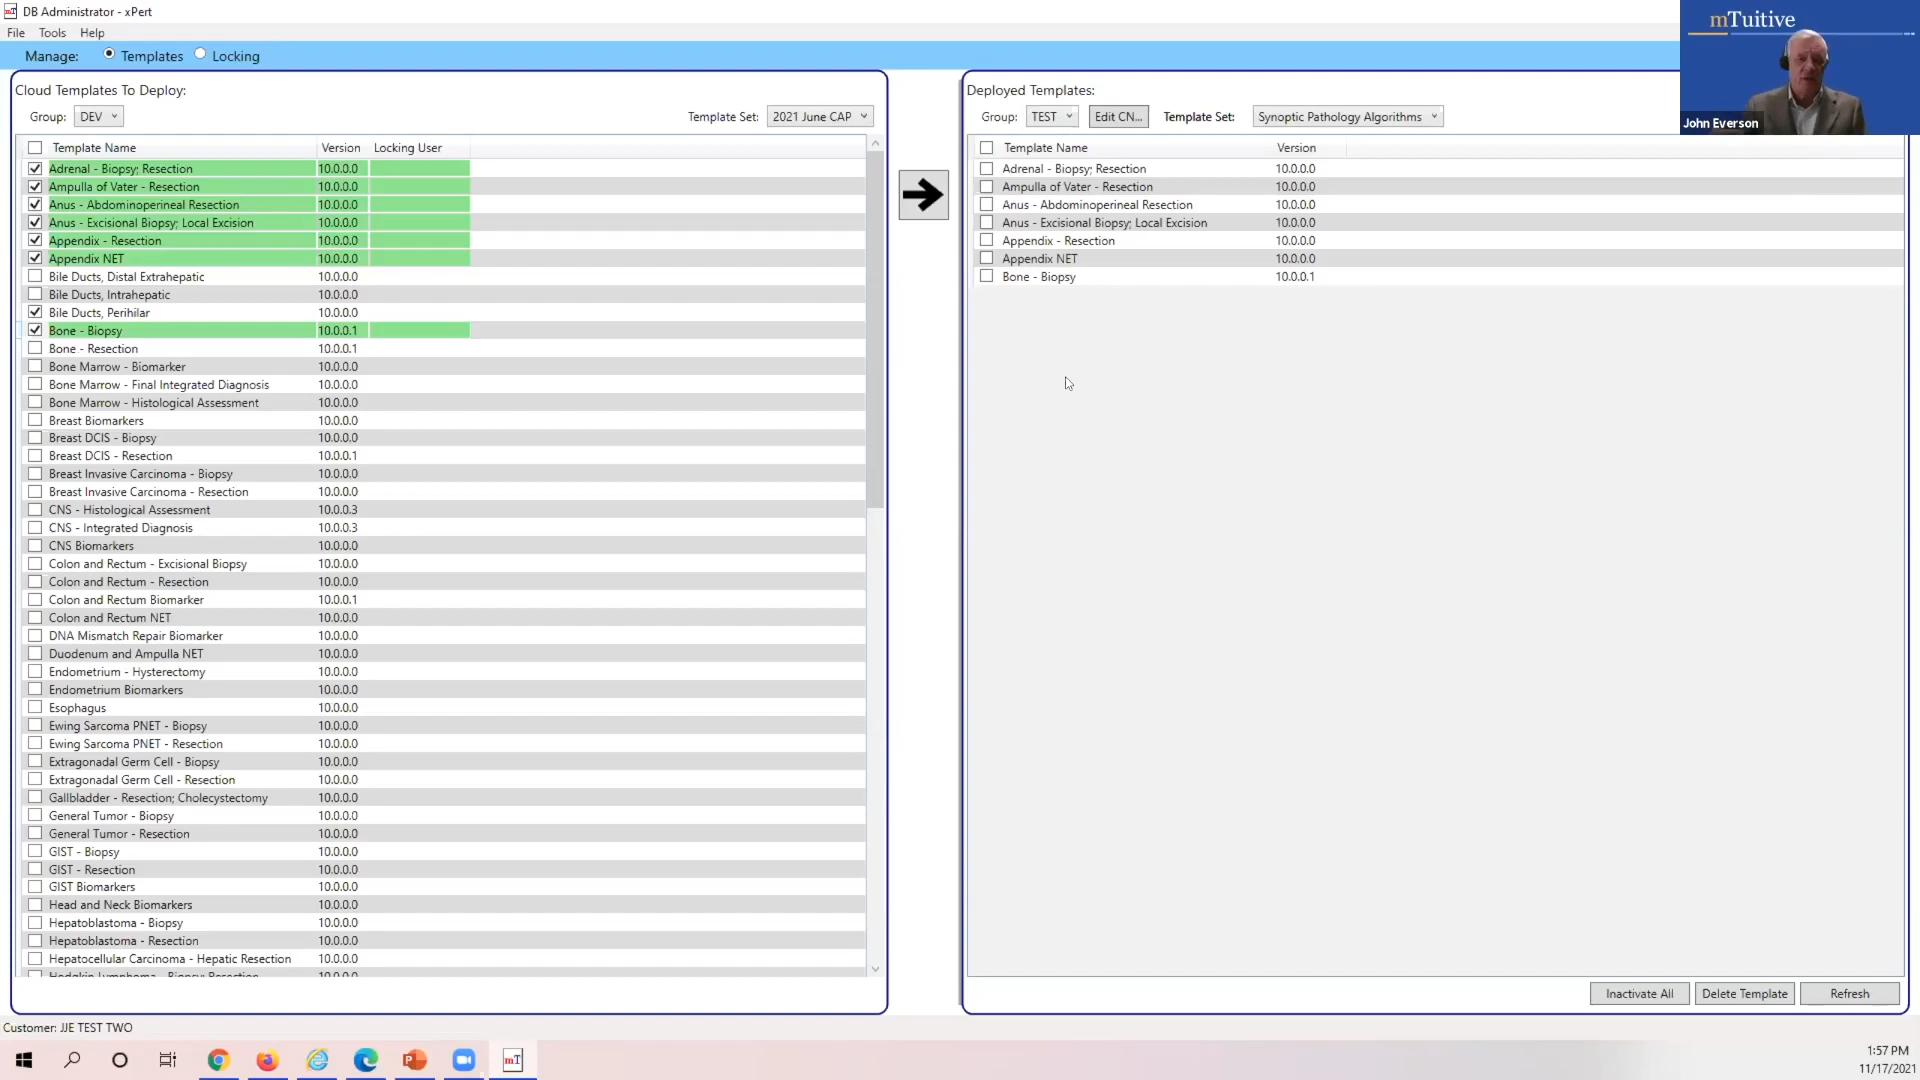 DB Administrator - xPert
File Tools Help
Manage: Templates Locking
mTuitive
John Everson
Cloud Templates To Deploy:
Group: DEV Template Set: 2021 June CAP
Template Name Version Locking User
Adrenal - Biopsy; Resection 10.0.0.0
Ampulla of Vater - Resection 10.0.0.0
Anus - Abdominoperineal Resection 10.0.0.0
Anus - Excisional Biopsy; Local Excision 10.0.0.0
Appendix - Resection 10.0.0.0
Appendix NET 10.0.0.0
Bile Ducts, Distal Extrahepatic 10.0.0.0
Bile Ducts, Intrahepatic 10.0.0.0
Bile Ducts, Perihilar 10.0.0.0
Bone - Biopsy 10.0.0.1
Bone - Resection 10.0.0.1
Bone Marrow - Biomarker 10.0.0.0
Bone Marrow - Final Integrated Diagnosis 10.0.0.0
Bone Marrow - Histological Assessment 10.0.0.0
Breast Biomarkers 10.0.0.0
Breast DCIS - Biopsy 10.0.0.0
Breast DCIS - Resection 10.0.0.1
Breast Invasive Carcinoma - Biopsy 10.0.0.0
Breast Invasive Carcinoma - Resection 10.0.0.0
CNS - Histological Assessment 10.0.0.3
CNS - Integrated Diagnosis 10.0.0.3
CNS Biomarkers 10.0.0.0
Colon and Rectum - Excisional Biopsy 10.0.0.0
Colon and Rectum - Resection 10.0.0.0
Colon and Rectum Biomarker 10.0.0.1
Colon and Rectum NET 10.0.0.0
DNA Mismatch Repair Biomarker 10.0.0.0
Duodenum and Ampulla NET 10.0.0.0
Endometrium - Hysterectomy 10.0.0.0
Endometrium Biomarkers 10.0.0.0
Esophagus 10.0.0.0
Ewing Sarcoma PNET - Biopsy 10.0.0.0
Ewing Sarcoma PNET - Resection 10.0.0.0
Extragonadal Germ Cell - Biopsy 10.0.0.0
Extragonadal Germ Cell - Resection 10.0.0.0
Gallbladder - Resection; Cholecystectomy 10.0.0.0
General Tumor - Biopsy 10.0.0.0
General Tumor - Resection 10.0.0.0
GIST - Biopsy 10.0.0.0
GIST - Resection 10.0.0.0
GIST Biomarkers 10.0.0.0
Head and Neck Biomarkers 10.0.0.0
Hepatoblastoma - Biopsy 10.0.0.0
Hepatoblastoma - Resection 10.0.0.0
Hepatocellular Carcinoma - Hepatic Resection 10.0.0.0
Hodgkin Lymphoma - Biopsy; Resection 10.0.0.0
Deployed Templates:
Group: TEST Edit CN... Template Set: Synoptic Pathology Algorithms
Template Name Version
Adrenal - Biopsy; Resection 10.0.0.0
Ampulla of Vater - Resection 10.0.0.0
Anus - Abdominoperineal Resection 10.0.0.0
Anus - Excisional Biopsy; Local Excision 10.0.0.0
Appendix - Resection 10.0.0.0
Appendix NET 10.0.0.0
Bone - Biopsy 10.0.0.1
Inactivate All Delete Template Refresh
Customer: JJE TEST TWO
mT
1:57 PM
11/17/2021